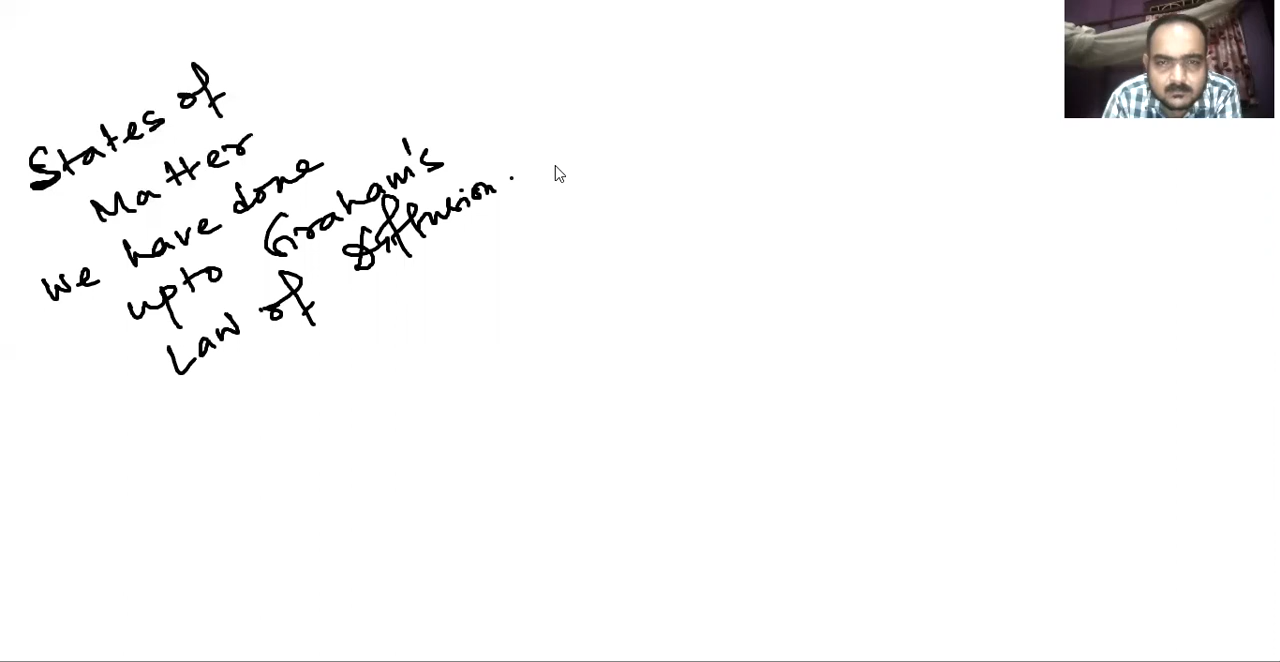 States of
Matter
we have done
upto Graham's
Law of Diffusion.